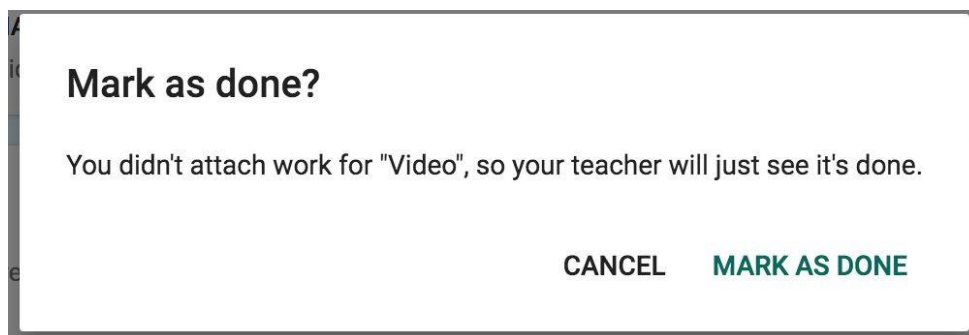 Mark as done?
You didn't attach work for "Video", so your teacher will just see it's done.
CANCEL MARK AS DONE